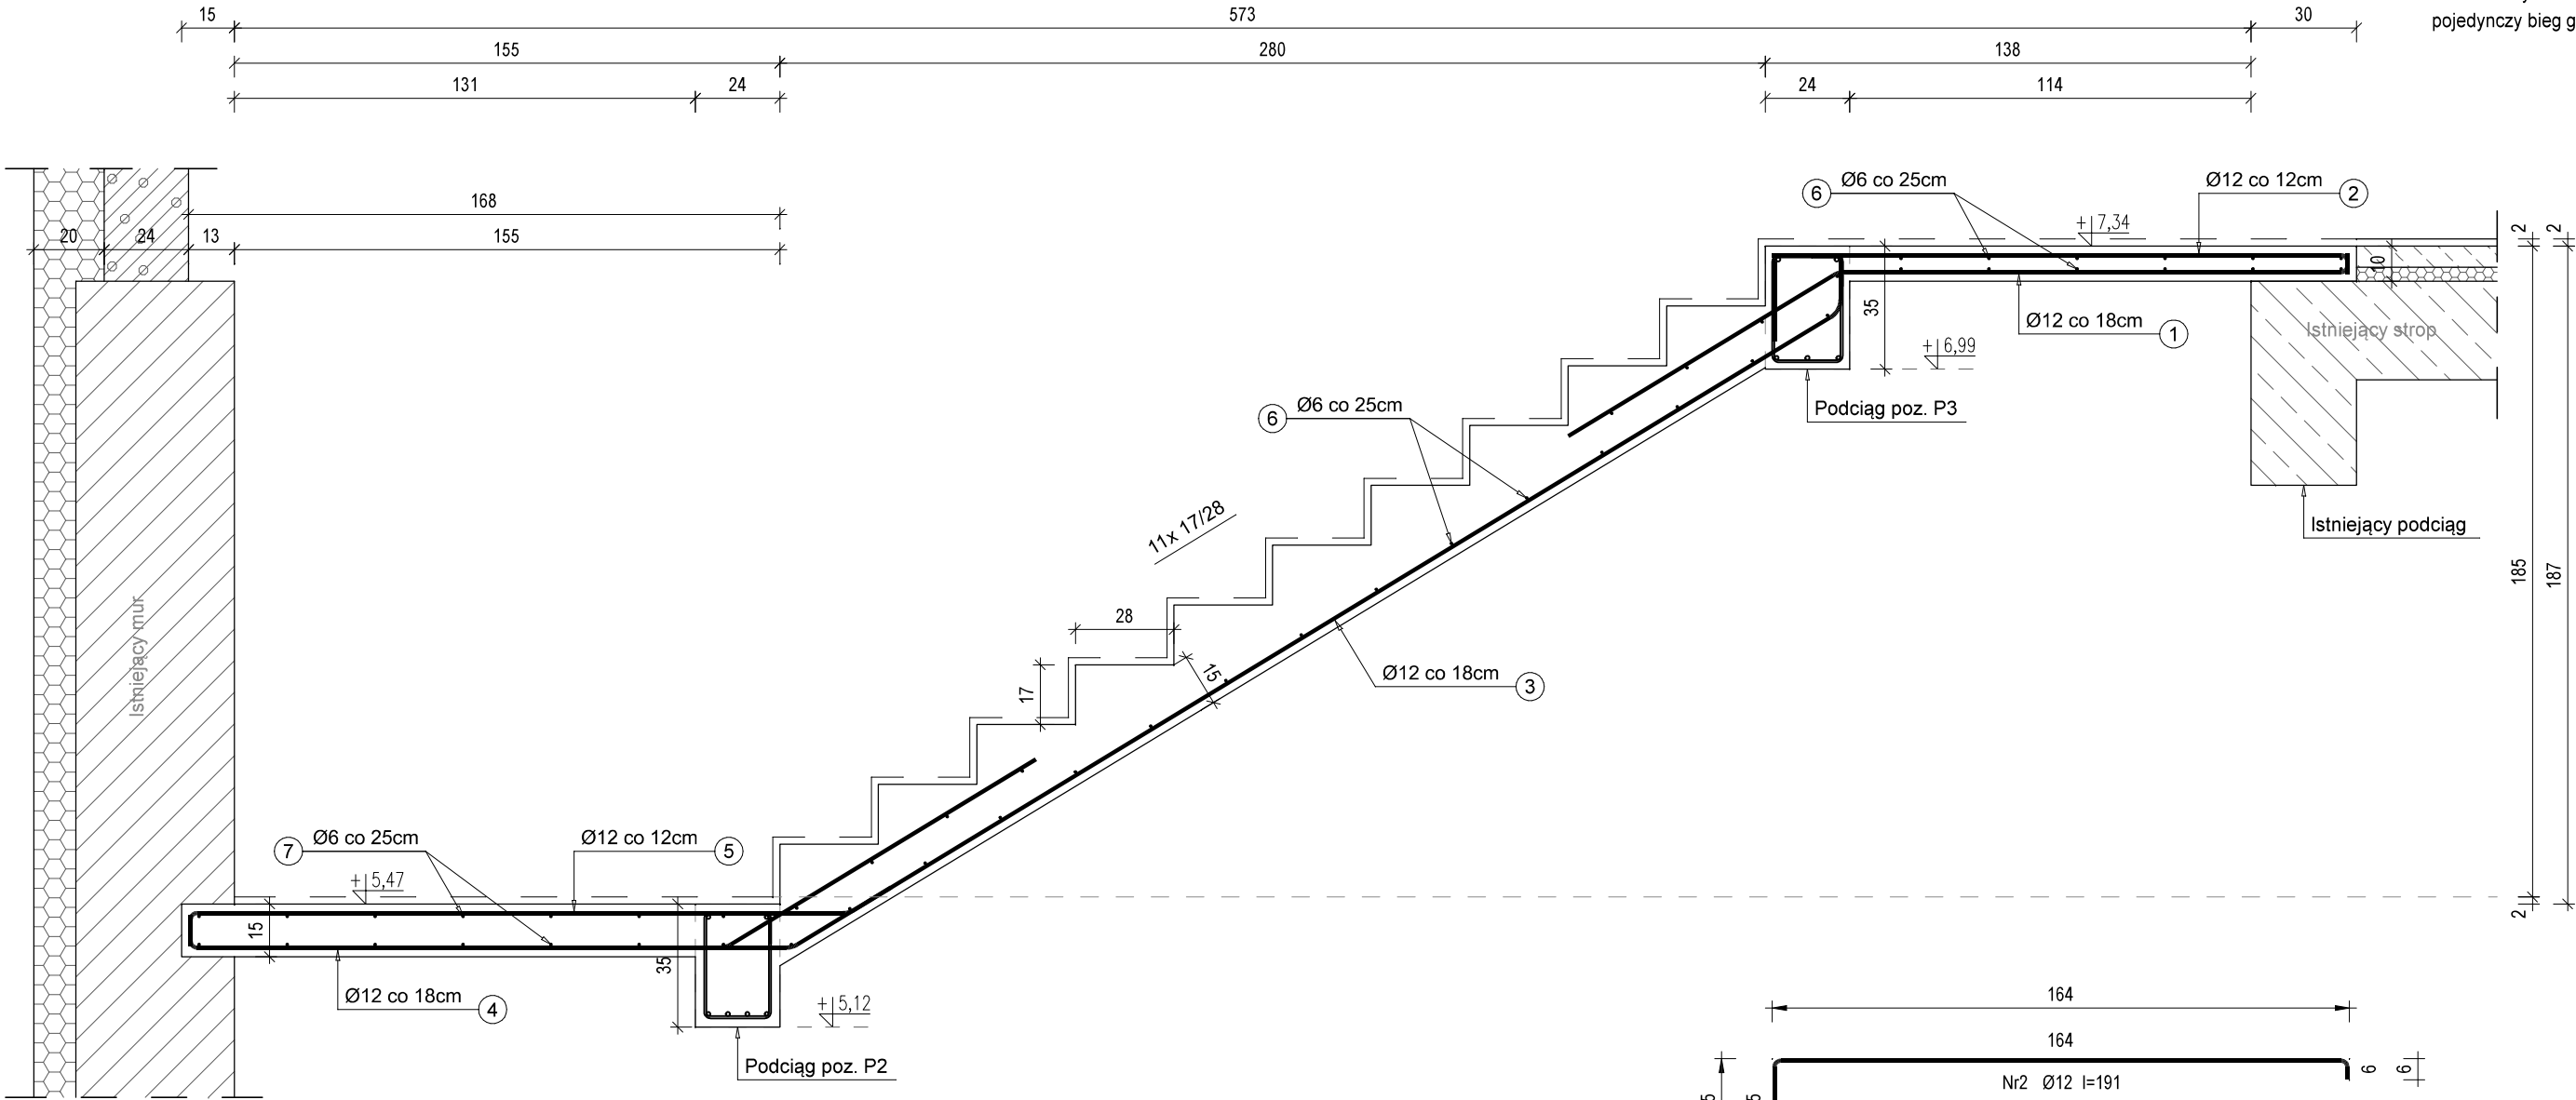 15
573
30
pojedynczy bieg g
155
280
138
131
24
24
114
168
20
24
13
155
6
Ø6 co 25cm
Ø12 co 12cm
2
+7,34
2
2
10
35
Istniejący strop
Ø12 co 18cm
1
+6,99
Podciąg poz. P3
6
Ø6 co 25cm
Istniejący podciąg
11x 17/28
185
187
28
17
15
Ø12 co 18cm
3
Istniejący mur
7
Ø6 co 25cm
Ø12 co 12cm
5
+5,47
15
35
2
Ø12 co 18cm
4
+5,12
Podciąg poz. P2
164
164
Nr2 Ø12 l=191
6
6